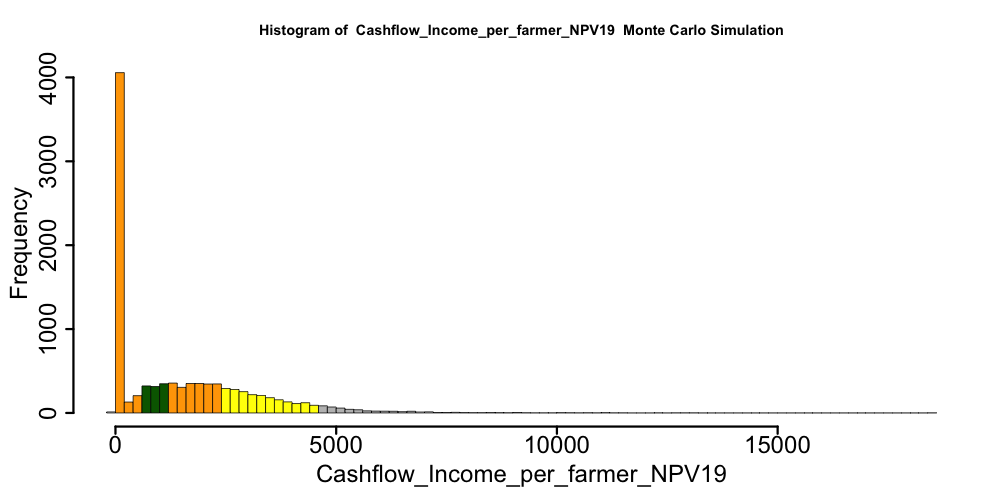 Histogram of  Cashflow_Income_per_farmer_NPV19  Monte Carlo Simulation
Frequency
4000
3000
2000
1000
0
0 5000 10000 15000
Cashflow_Income_per_farmer_NPV19